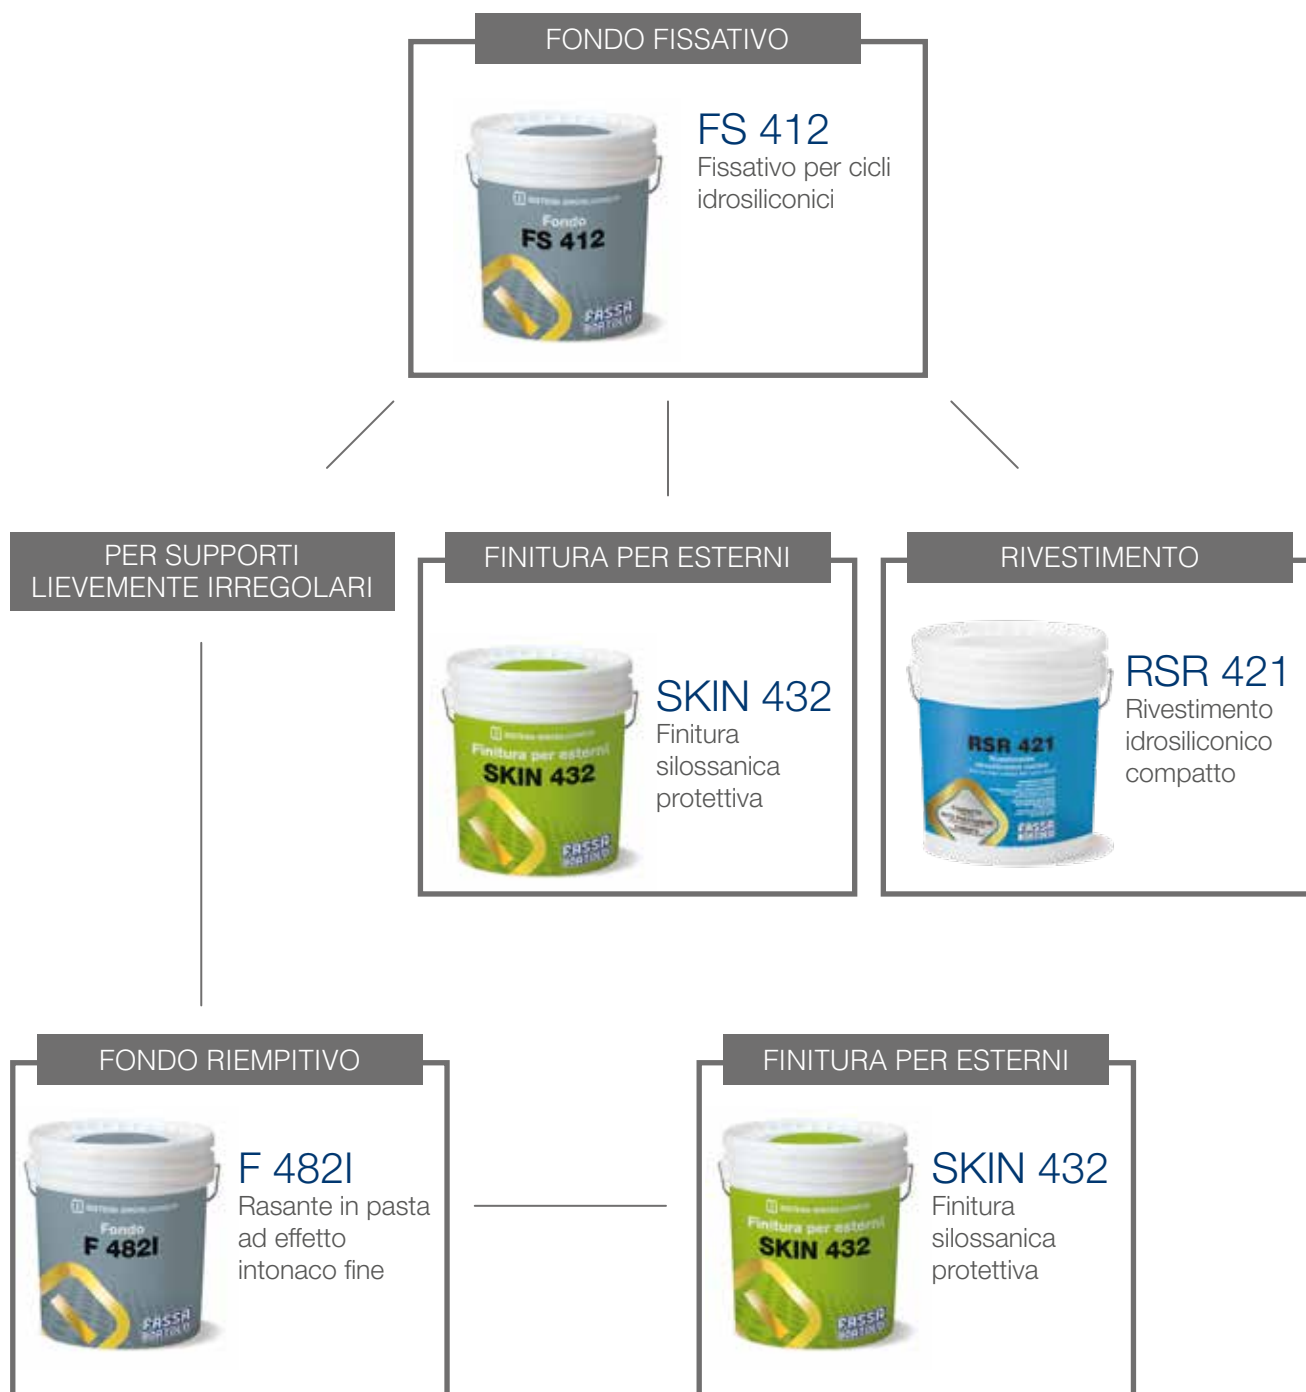 FONDO FISSATIVO
FS 412
Fissativo per cicli
idrosiliconici
Fondo
FS 412
FASSA
BORTOLO
PER SUPPORTI
LIEVEMENTE IRREGOLARI
FINITURA PER ESTERNI
SKIN 432
Finitura
silossanica
protettiva
Finitura per esterni
SKIN 432
FASSA
BORTOLO
RIVESTIMENTO
RSR 421
Rivestimento
idrosiliconico
compatto
RSR 421
FASSA
BORTOLO
FONDO RIEMPITIVO
F 482I
Rasante in pasta
ad effetto
intonaco fine
Fondo
F 482I
FASSA
BORTOLO
FINITURA PER ESTERNI
SKIN 432
Finitura
silossanica
protettiva
Finitura per esterni
SKIN 432
FASSA
BORTOLO